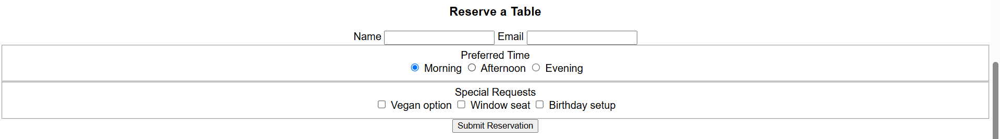 Reserve a Table
Name Email
Preferred Time
Morning Afternoon Evening
Special Requests
Vegan option Window seat Birthday setup
Submit Reservation